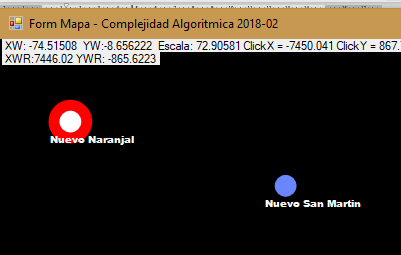 Form Mapa - Complejidad Algoritmica 2018-02
XW: -74.51508 YW:-8.656222 Escala: 72.90581 ClickX = -7450.041 ClickY = 867.
XWR:7446.02 YWR: -865.6223
Nuevo Naranjal
Nuevo San Martin